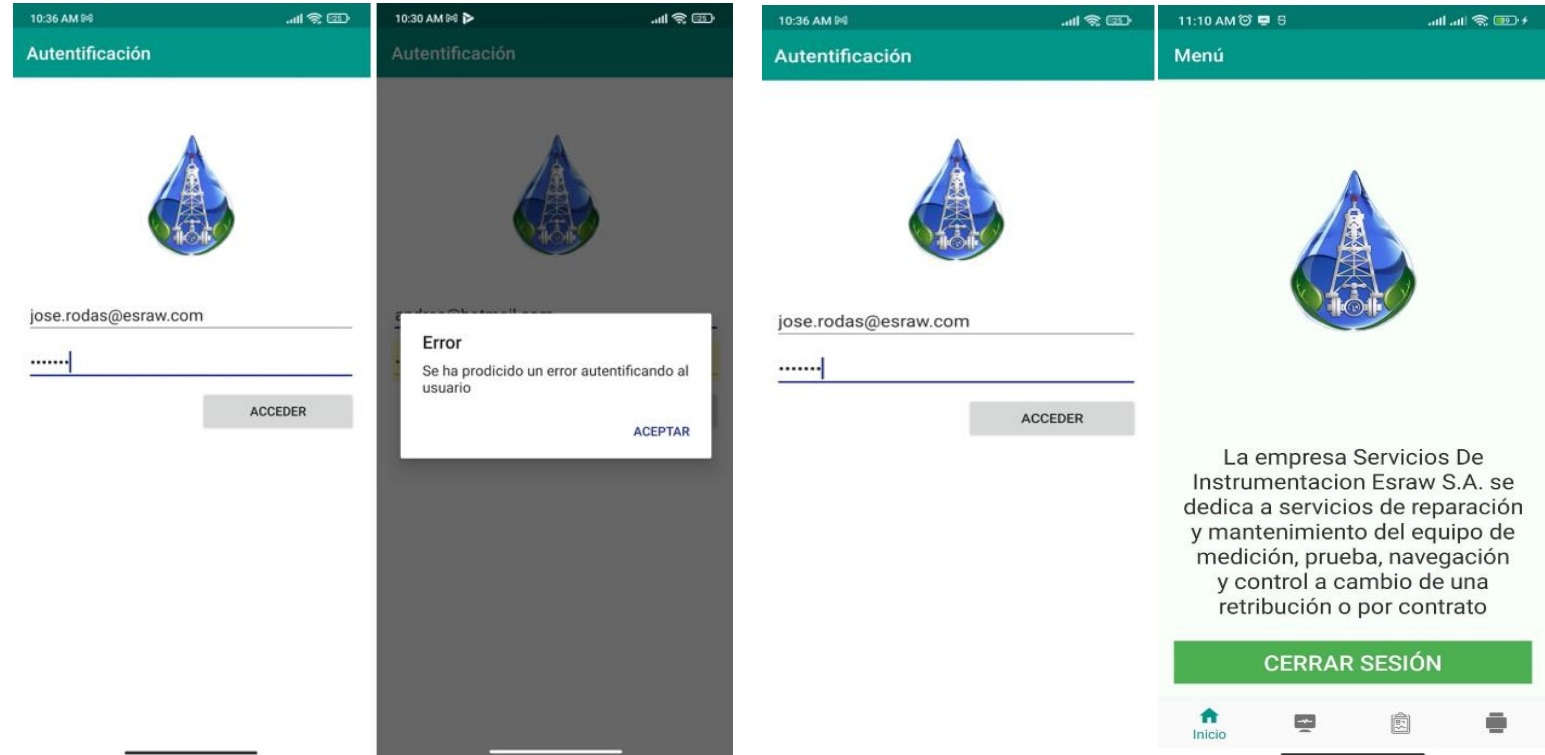 10:36 AM
25
Autentificación
jose.rodas@esraw.com
•••••••
ACCEDER
10:30 AM
25
Autentificación
Error
Se ha prodicido un error autentificando al
usuario
ACEPTAR
10:36 AM
25
Autentificación
jose.rodas@esraw.com
•••••••
ACCEDER
11:10 AM
Menú
La empresa Servicios De
Instrumentacion Esraw S.A. se
dedica a servicios de reparación
y mantenimiento del equipo de
medición, prueba, navegación
y control a cambio de una
retribución o por contrato
CERRAR SESIÓN
Inicio